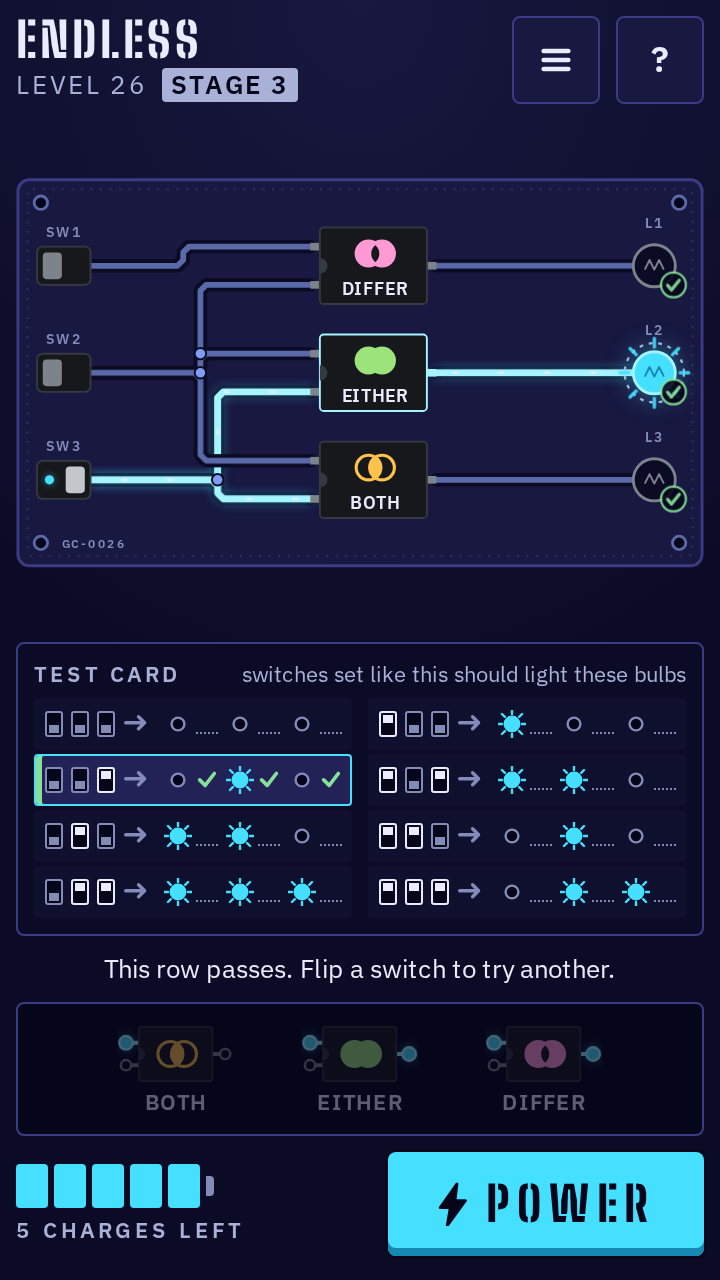 ENDLESS
LEVEL 26 STAGE 3
?
SW1
L1
DIFFER
SW2
L2
EITHER
SW3
L3
BOTH
GC-0026
TEST CARD switches set like this should light these bulbs
This row passes. Flip a switch to try another.
BOTH EITHER DIFFER
5 CHARGES LEFT
POWER